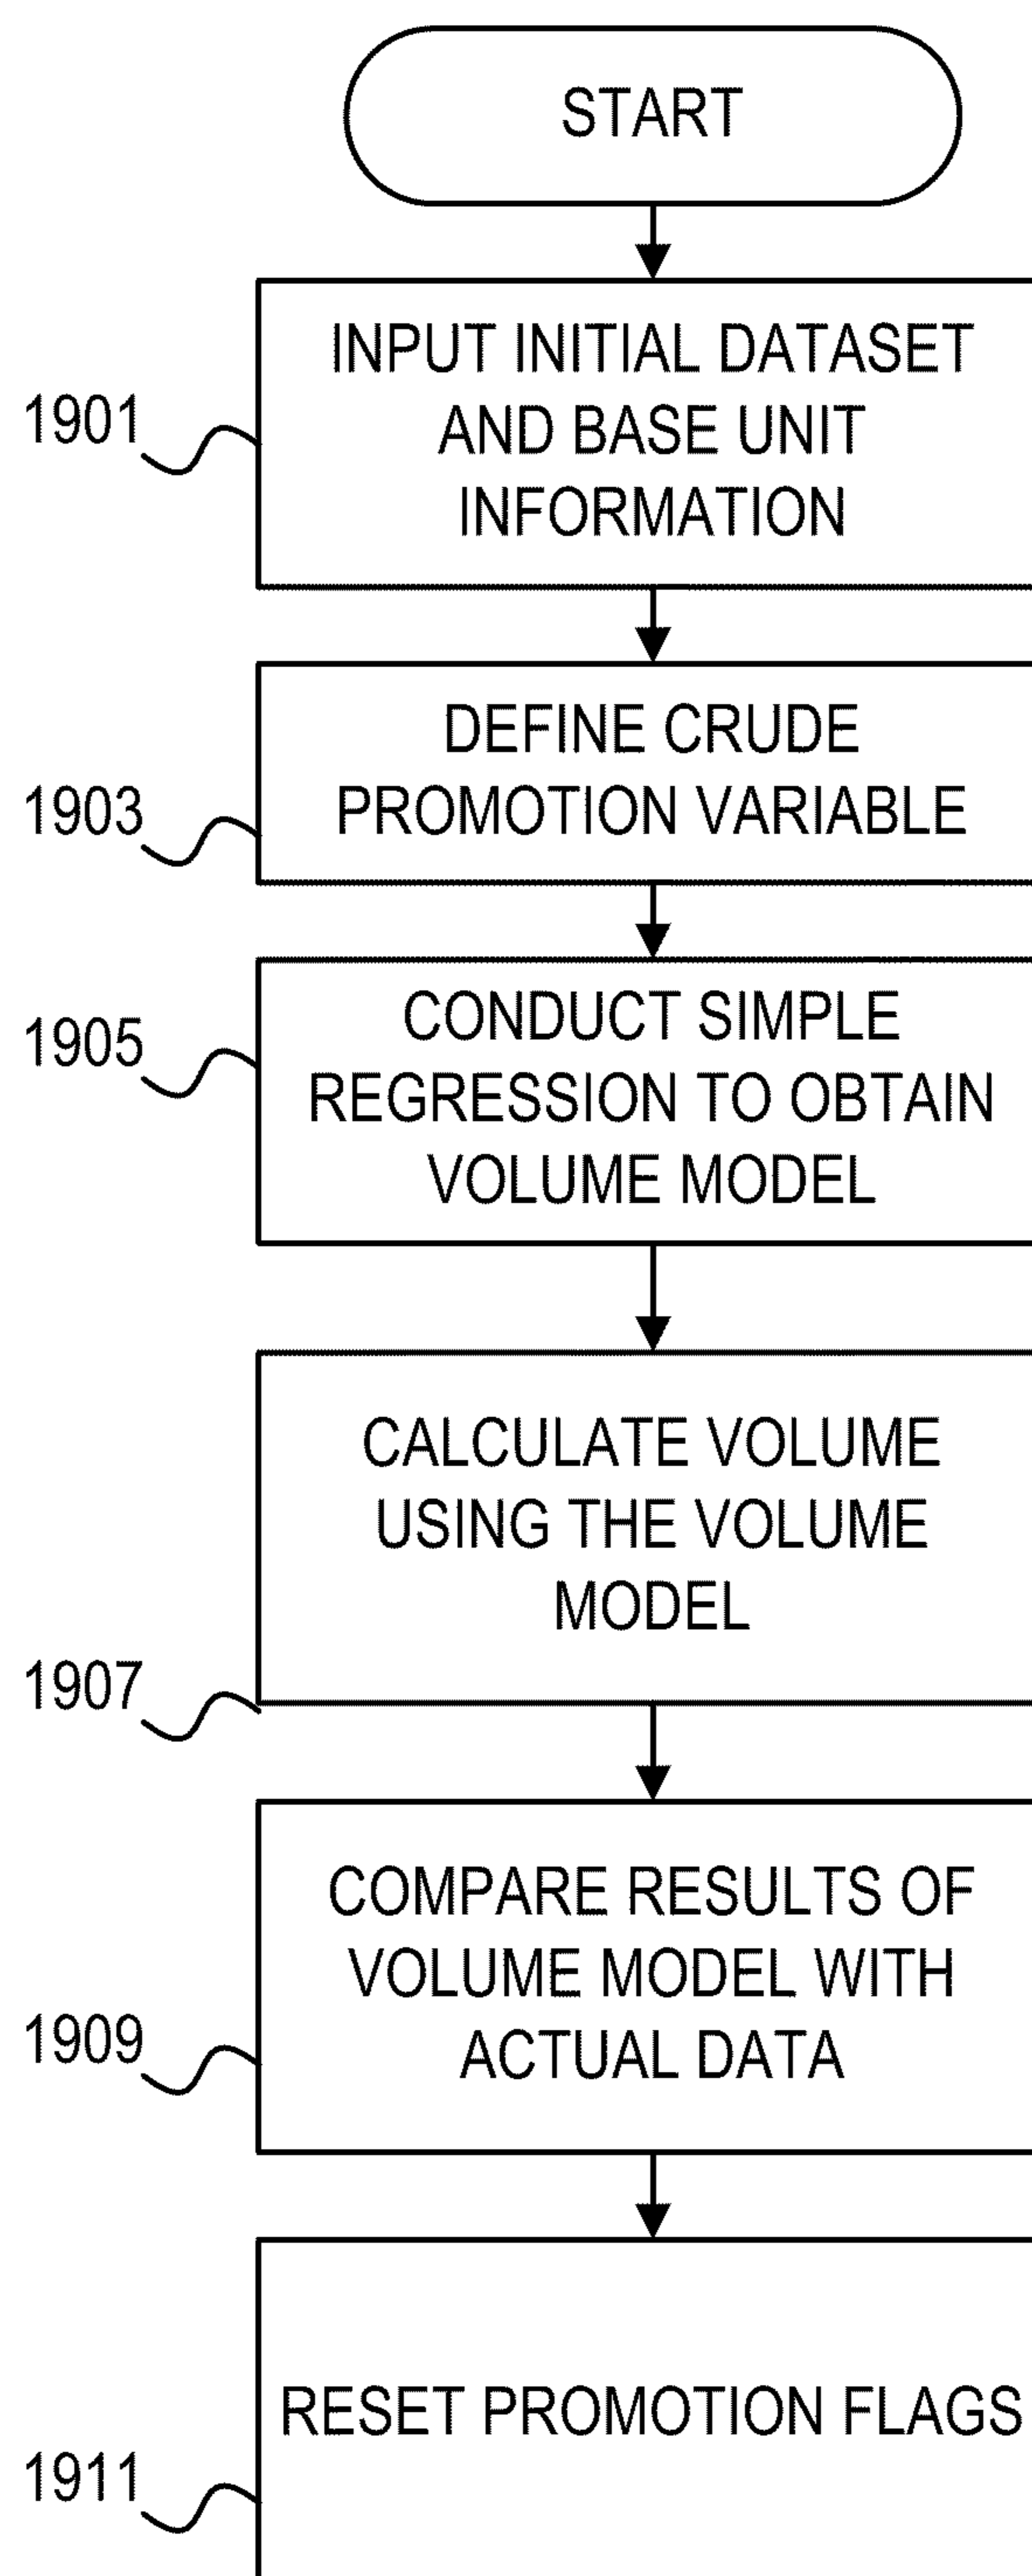 START
INPUT INITIAL DATASET
AND BASE UNIT
INFORMATION
1901
DEFINE CRUDE
PROMOTION VARIABLE
1903
CONDUCT SIMPLE
REGRESSION TO OBTAIN
VOLUME MODEL
1905
CALCULATE VOLUME
USING THE VOLUME
MODEL
1907
COMPARE RESULTS OF
VOLUME MODEL WITH
ACTUAL DATA
1909
RESET PROMOTION FLAGS
1911